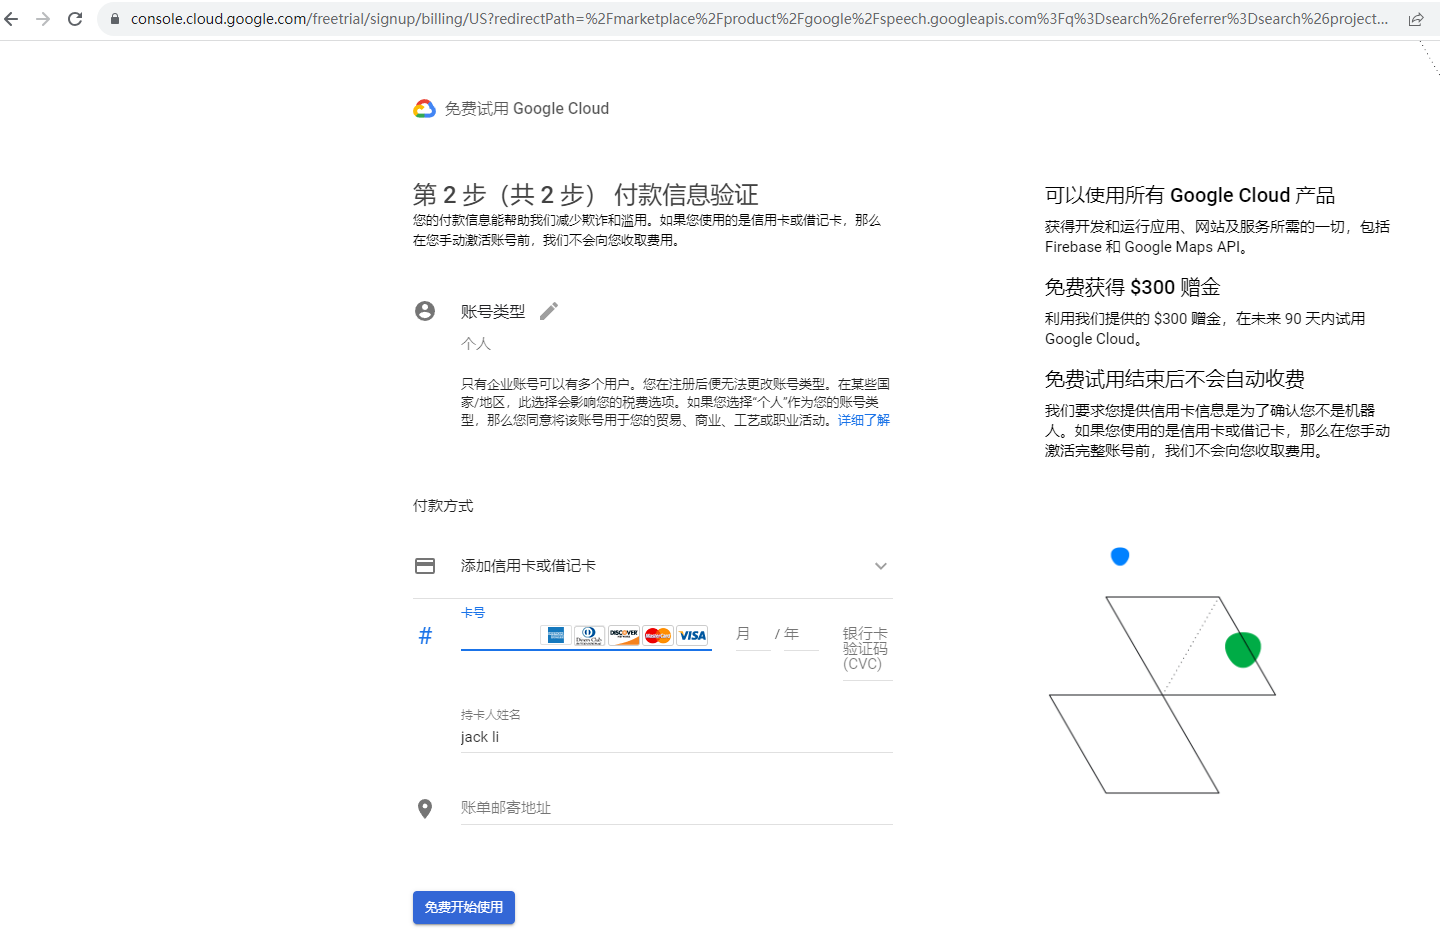 console.cloud.google.com/freetrial/signup/billing/US?redirectPath=%2Fmarketplace%2Fproduct%2Fgoogle%2Fspeech.googleapis.com%3Fq%3Dsearch%26referrer%3Dsearch%26project...
免费试用 Google Cloud
第 2 步（共 2 步） 付款信息验证
您的付款信息能帮助我们减少欺诈和滥用。如果您使用的是信用卡或借记卡，那么
在您手动激活账号前，我们不会向您收取费用。
账号类型
个人
只有企业账号可以有多个用户。您在注册后便无法更改账号类型。在某些国
家/地区，此选择会影响您的税费选项。如果您选择“个人”作为您的账号类
型，那么您同意将该账号用于您的贸易、商业、工艺或职业活动。详细了解
付款方式
添加信用卡或借记卡
卡号
#
DISCOVER
MasterCard
VISA
月
/ 年
银行卡
验证码
(CVC)
持卡人姓名
jack li
账单邮寄地址
免费开始使用
可以使用所有 Google Cloud 产品
获得开发和运行应用、网站及服务所需的一切，包括
Firebase 和 Google Maps API。
免费获得 $300 赠金
利用我们提供的 $300 赠金，在未来 90 天内试用
Google Cloud。
免费试用结束后不会自动收费
我们要求您提供信用卡信息是为了确认您不是机器
人。如果您使用的是信用卡或借记卡，那么在您手动
激活完整账号前，我们不会向您收取费用。